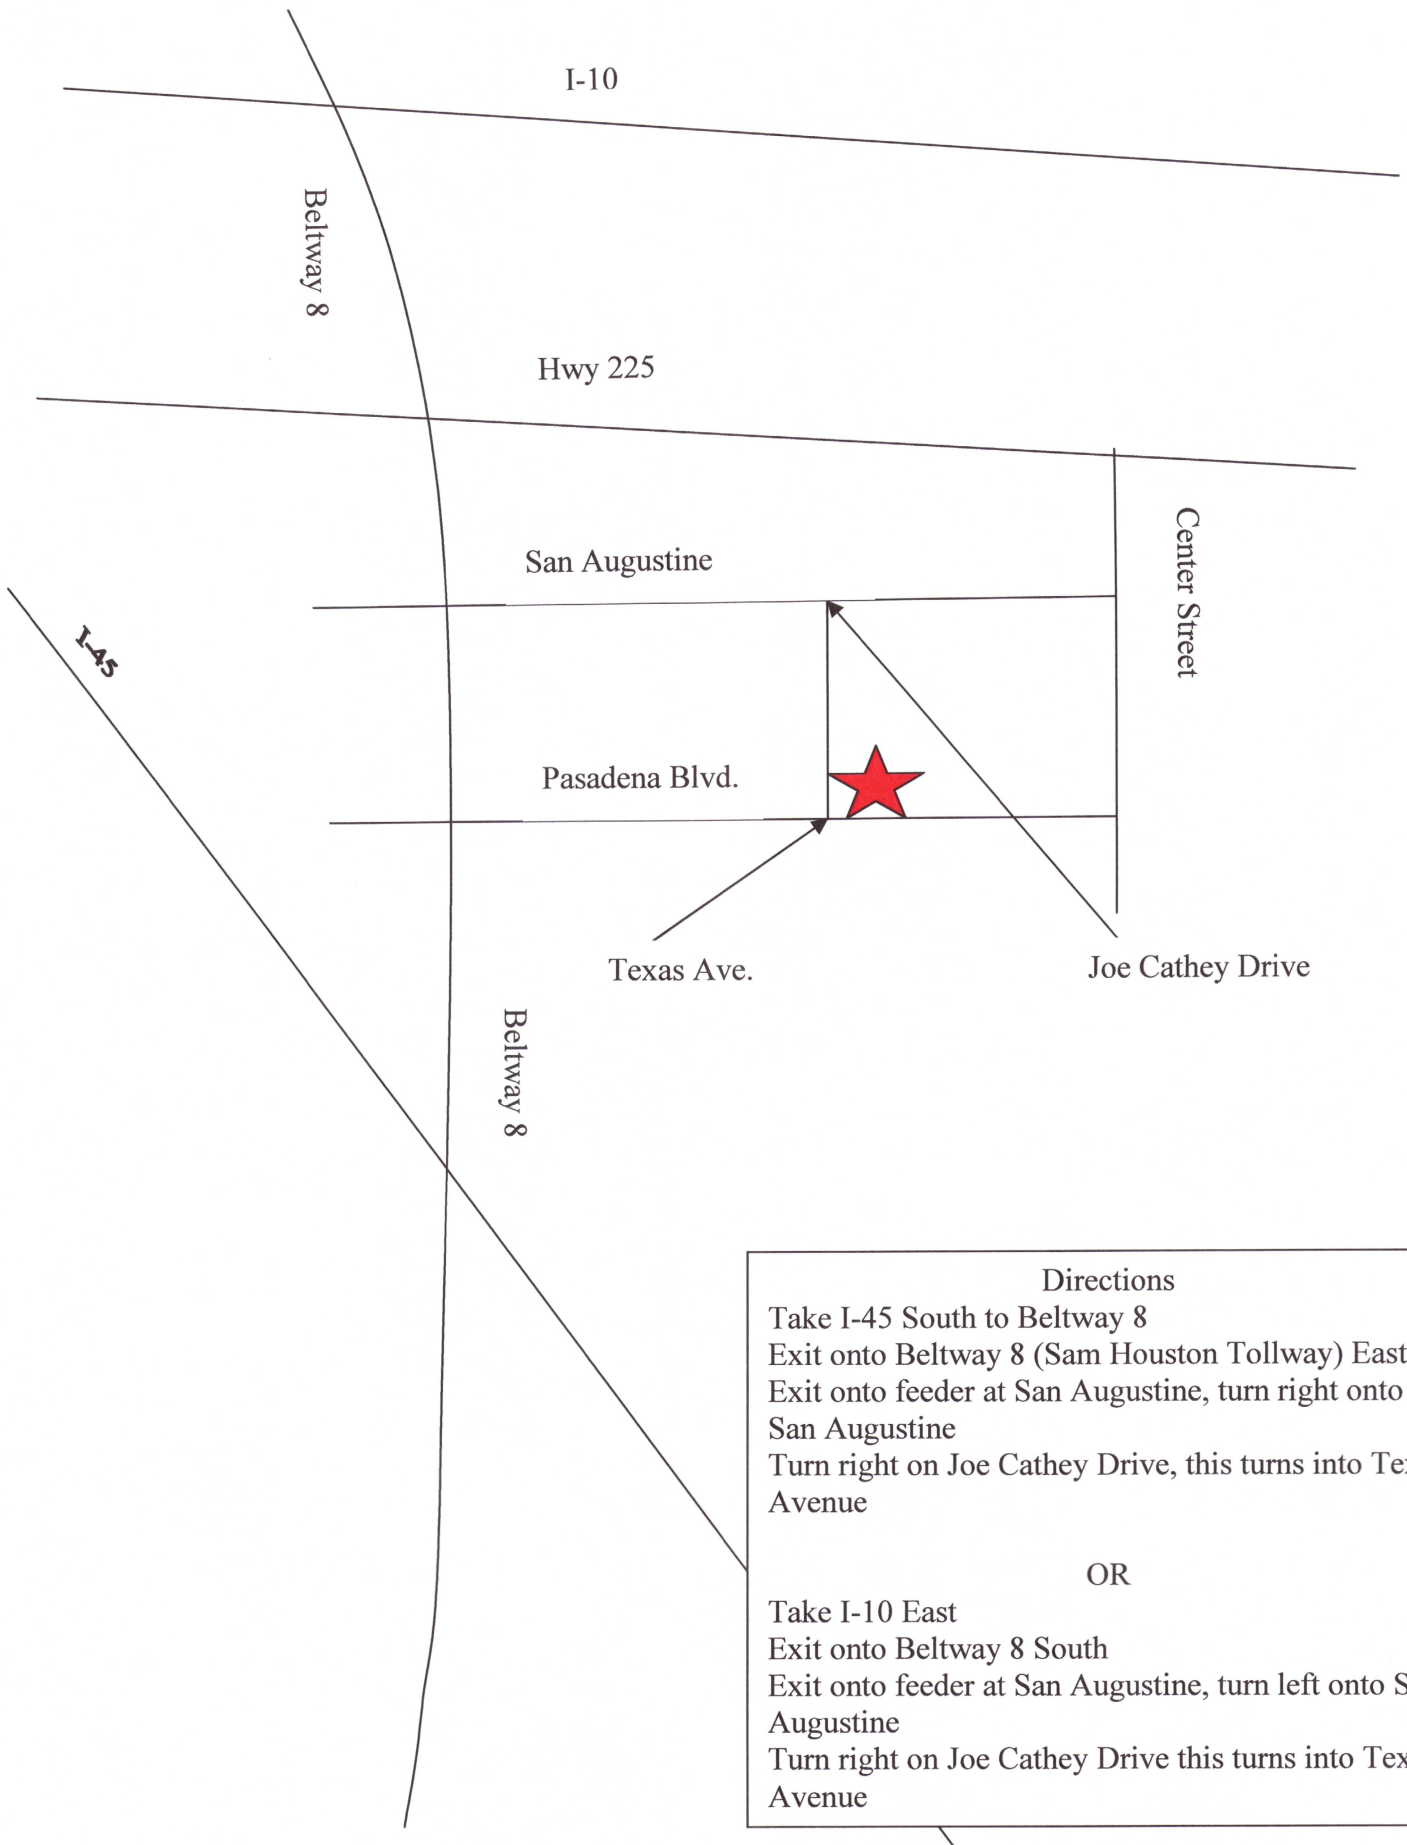 I-10
Beltway 8
Hwy 225
Center Street
San Augustine
I-45
Pasadena Blvd.
Texas Ave.
Joe Cathey Drive
Beltway 8
Directions
Take I-45 South to Beltway 8
Exit onto Beltway 8 (Sam Houston Tollway) East
Exit onto feeder at San Augustine, turn right onto
San Augustine
Turn right on Joe Cathey Drive, this turns into
Avenue
OR
Take I-10 East
Exit onto Beltway 8 South
Exit onto feeder at San Augustine, turn left onto
Augustine
Turn right on Joe Cathey Drive this turns into
Avenue